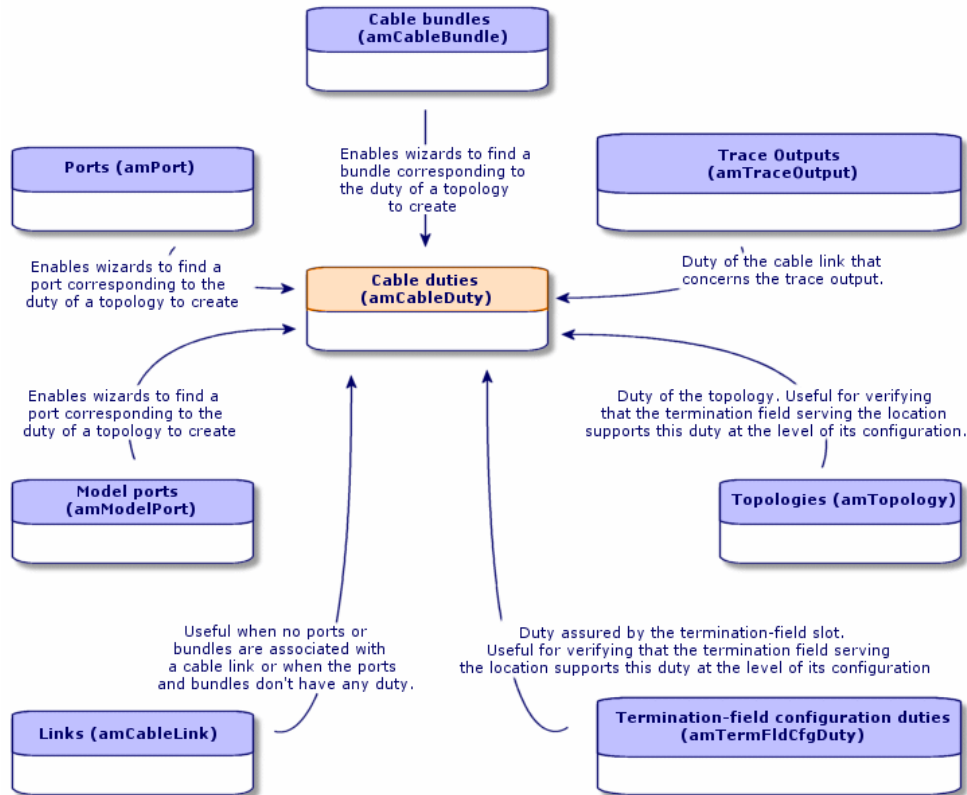 Cable bundles
(amCableBundle)
Enables wizards to find a
bundle corresponding to
the duty of a topology
to create
Ports (amPort)
Trace Outputs
(amTraceOutput)
Enables wizards to find a
port corresponding to the
duty of a topology to create
Cable duties
(amCableDuty)
Duty of the cable link that
concerns the trace output.
Enables wizards to find a
port corresponding to the
duty of a topology to create
Duty of the topology. Useful for verifying
that the termination field serving the location
supports this duty at the level of its configuration.
Model ports
(amModelPort)
Topologies (amTopology)
Useful when no ports or
bundles are associated with
a cable link or when the ports
and bundles don't have any duty.
Duty assured by the termination-field slot.
Useful for verifying that the termination field serving
the location supports this duty at the level of its configuration
Links (amCableLink)
Termination-field configuration duties
(amTermFldCfgDuty)